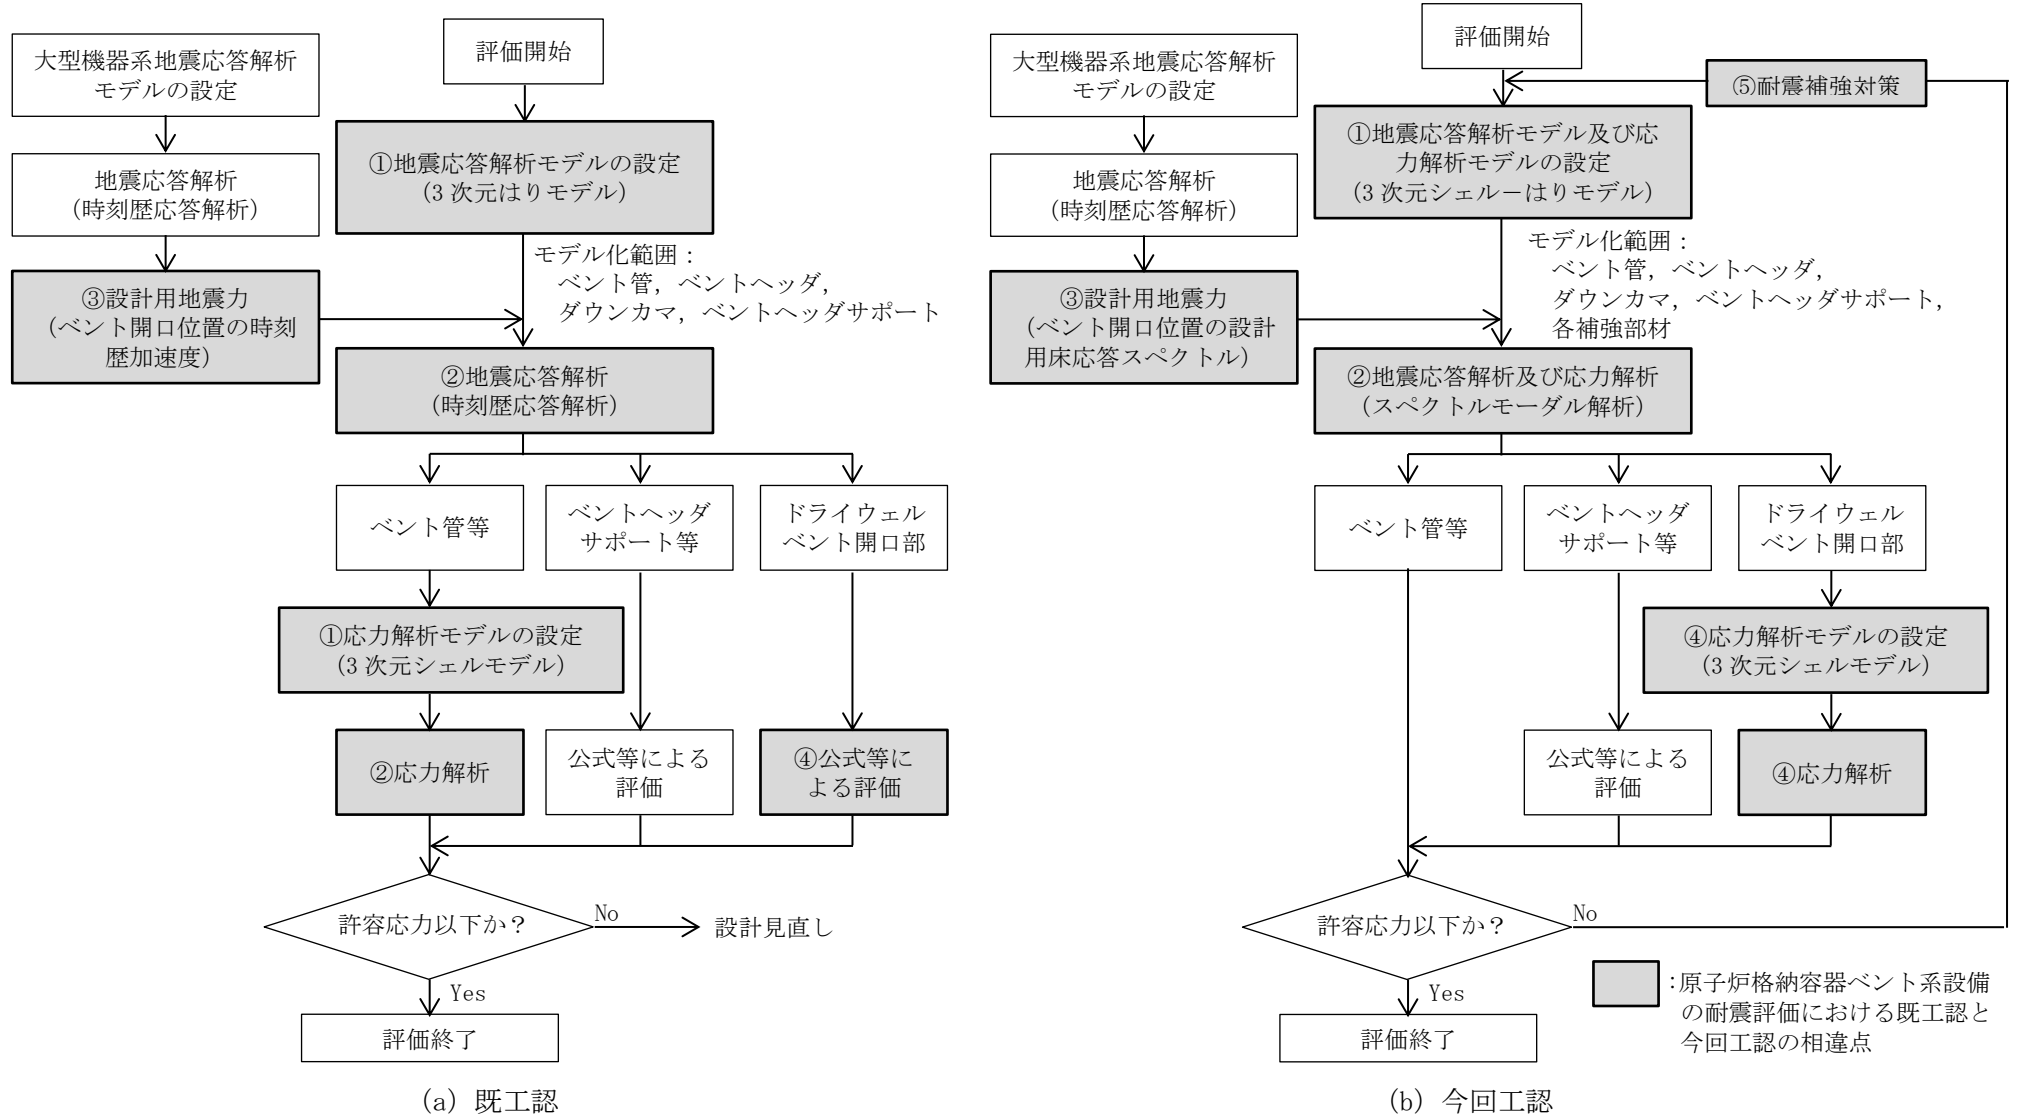 大型機器系地震応答解析
モデルの設定
評価開始
地震応答解析
（時刻歴応答解析）
①地震応答解析モデルの設定
（3 次元はりモデル）
モデル化範囲：
ベント管，ベントヘッダ，
ダウンカマ，ベントヘッダサポート
③設計用地震力
（ベント開口位置の時刻
歴加速度）
②地震応答解析
（時刻歴応答解析）
ベント管等
ベントヘッダ
サポート等
ドライウェル
ベント開口部
①応力解析モデルの設定
（3 次元シェルモデル）
②応力解析
公式等による
評価
④公式等に
よる評価
許容応力以下か？
No
設計見直し
Yes
評価終了
(a) 既工認
大型機器系地震応答解析
モデルの設定
評価開始
⑤耐震補強対策
地震応答解析
（時刻歴応答解析）
①地震応答解析モデル及び応
力解析モデルの設定
（3 次元シェル－はりモデル）
モデル化範囲：
ベント管，ベントヘッダ，
ダウンカマ，ベントヘッダサポート，
各補強部材
③設計用地震力
（ベント開口位置の設計
用床応答スペクトル）
②地震応答解析及び応力解析
（スペクトルモーダル解析）
ベント管等
ベントヘッダ
サポート等
ドライウェル
ベント開口部
④応力解析モデルの設定
（3 次元シェルモデル）
公式等による
評価
④応力解析
許容応力以下か？
No
Yes
評価終了
：原子炉格納容器ベント系設備
の耐震評価における既工認と
今回工認の相違点
(b) 今回工認